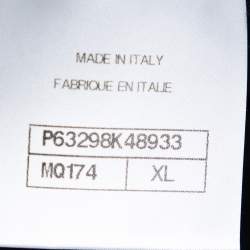 MADE IN ITALY
FABRIQUE EN ITALIE
P63298K48933
MQ174 XL